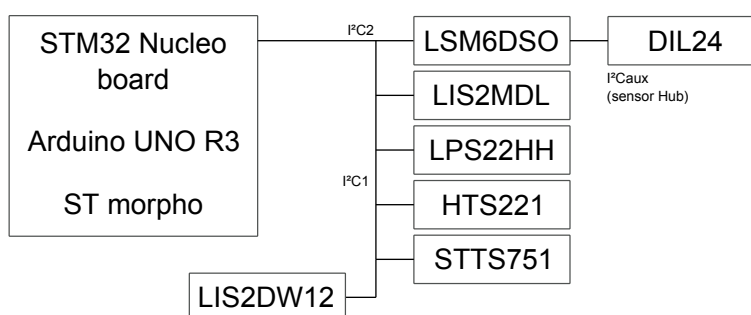 STM32 Nucleo
board
Arduino UNO R3
ST morpho
I²C2
LSM6DSO
DIL24
I²Caux
(sensor Hub)
LIS2MDL
LPS22HH
I²C1
HTS221
STTS751
LIS2DW12